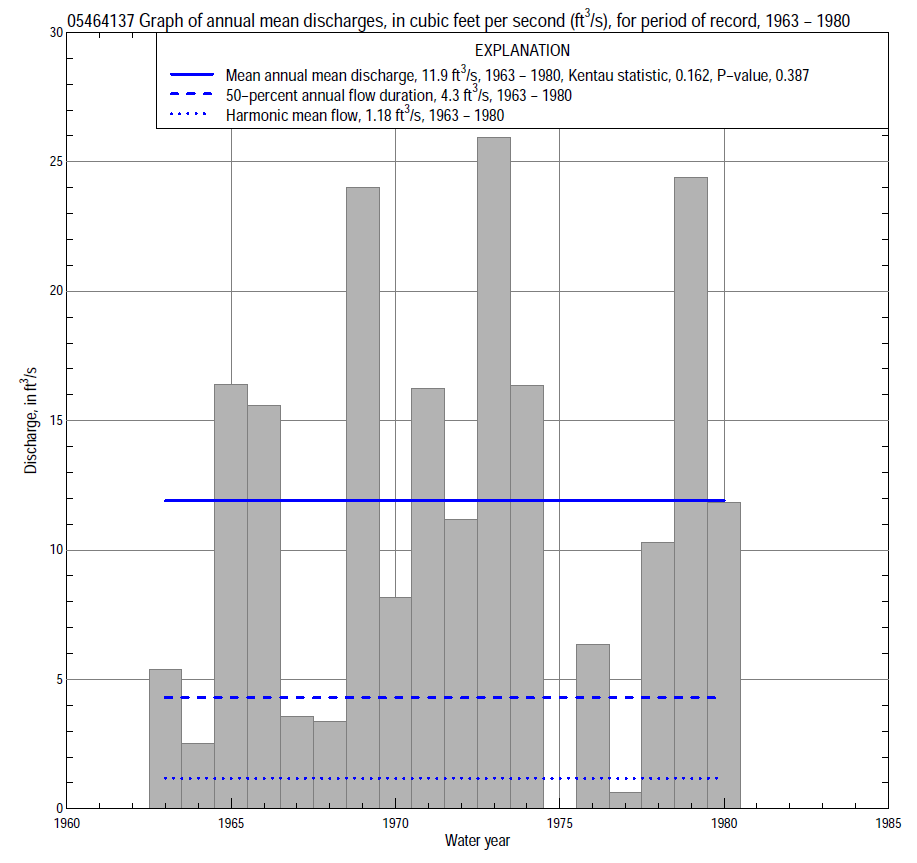 05464137 Graph of annual mean discharges, in cubic feet per second (ft³/s), for period of record, 1963 – 1980
EXPLANATION
Mean annual mean discharge, 11.9 ft³/s, 1963 – 1980, Kentau statistic, 0.162, P–value, 0.387
50–percent annual flow duration, 4.3 ft³/s, 1963 – 1980
Harmonic mean flow, 1.18 ft³/s, 1963 – 1980
30
25
20
15
10
5
0
Discharge, in ft³/s
1960 1965 1970 1975 1980 1985
Water year